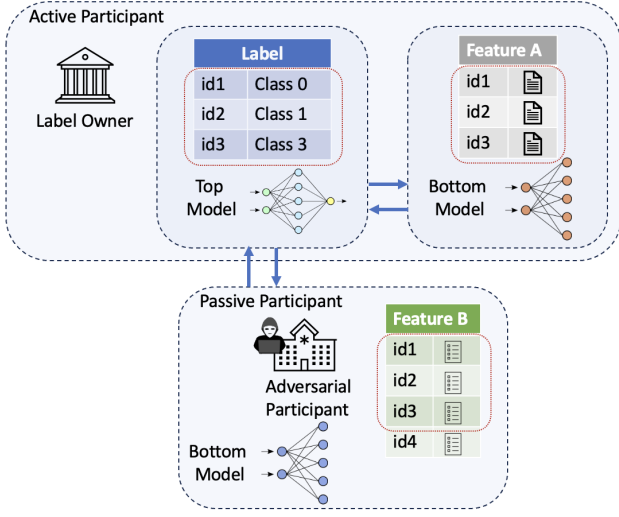 Active Participant
Label Owner
Label
id1 Class 0
id2 Class 1
id3 Class 3
Top
Model
Feature A
id1
id2
id3
Bottom
Model
Passive Participant
Adversarial
Participant
Bottom
Model
Feature B
id1
id2
id3
id4